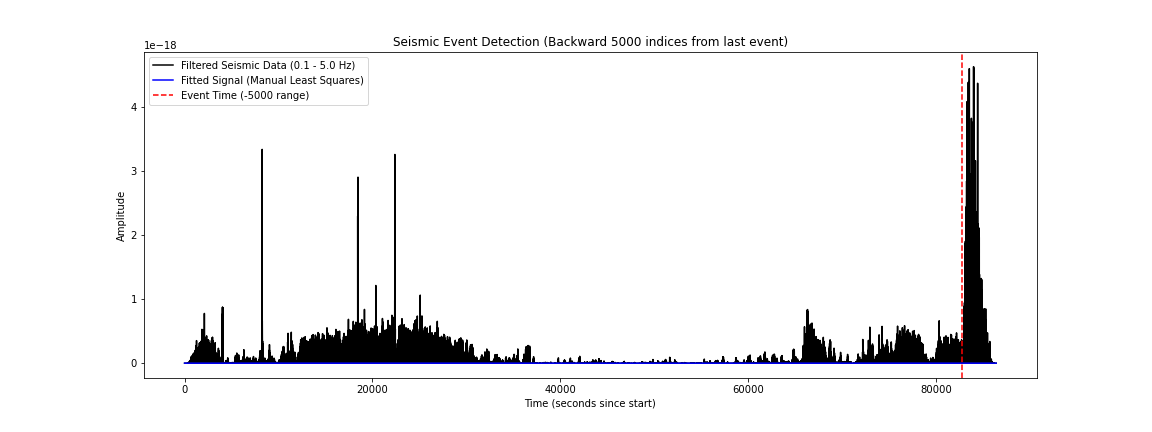 Seismic Event Detection (Backward 5000 indices from last event)
1e−18
Filtered Seismic Data (0.1 - 5.0 Hz)
Fitted Signal (Manual Least Squares)
Event Time (-5000 range)
4
3
2
1
0
Amplitude
0 20000 40000 60000 80000
Time (seconds since start)